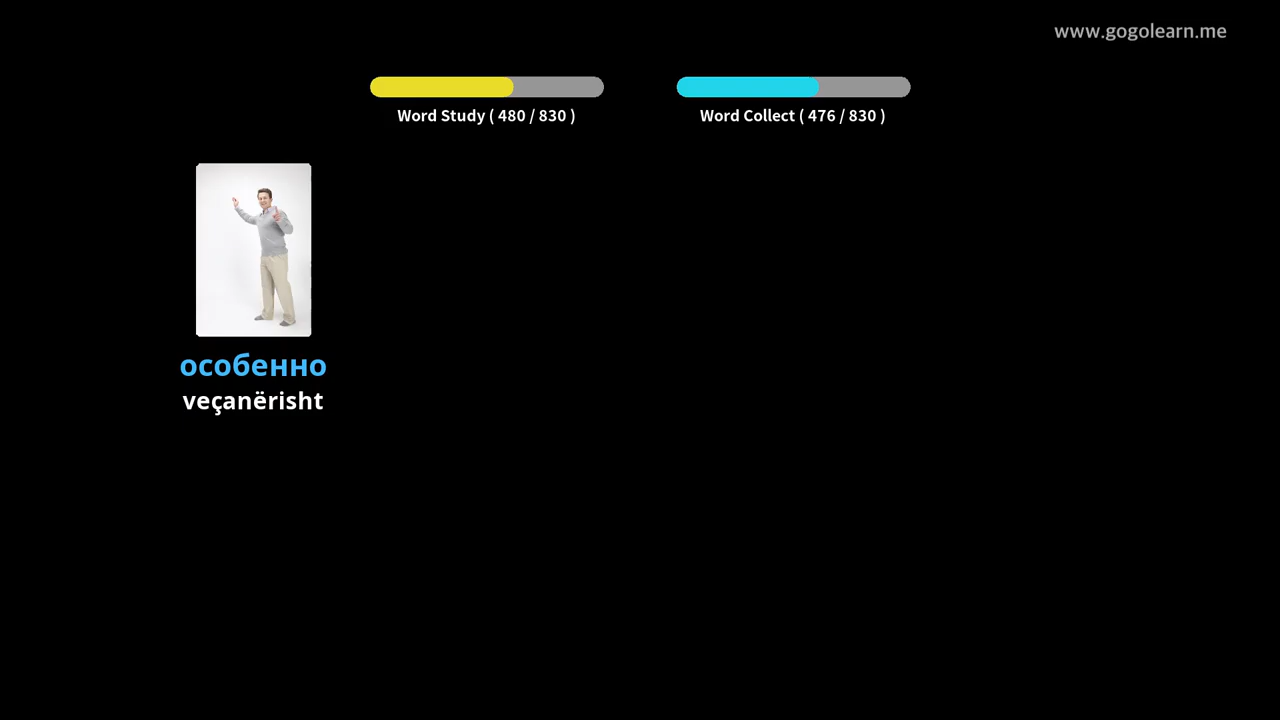 www.gogolearn.me
Word Study ( 480 / 830 )
Word Collect ( 476 / 830 )
особенно
veçanërisht